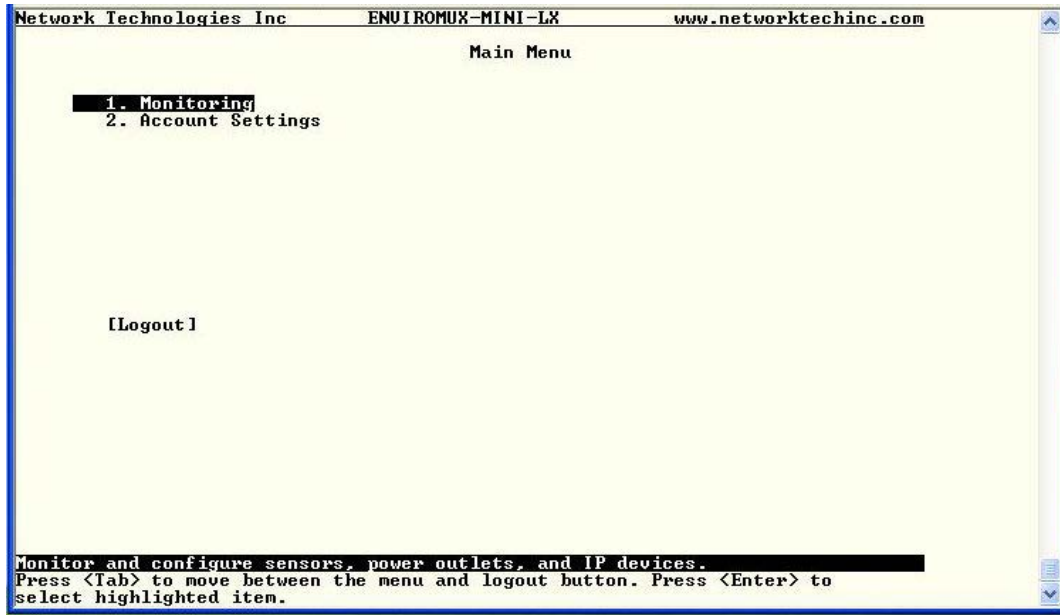 Network Technologies Inc ENVIROMUX-MINI-LX www.networktechinc.com
Main Menu
1. Monitoring
2. Account Settings
[Logout]
Monitor and configure sensors, power outlets, and IP devices.
Press <Tab> to move between the menu and logout button. Press <Enter> to
select highlighted item.